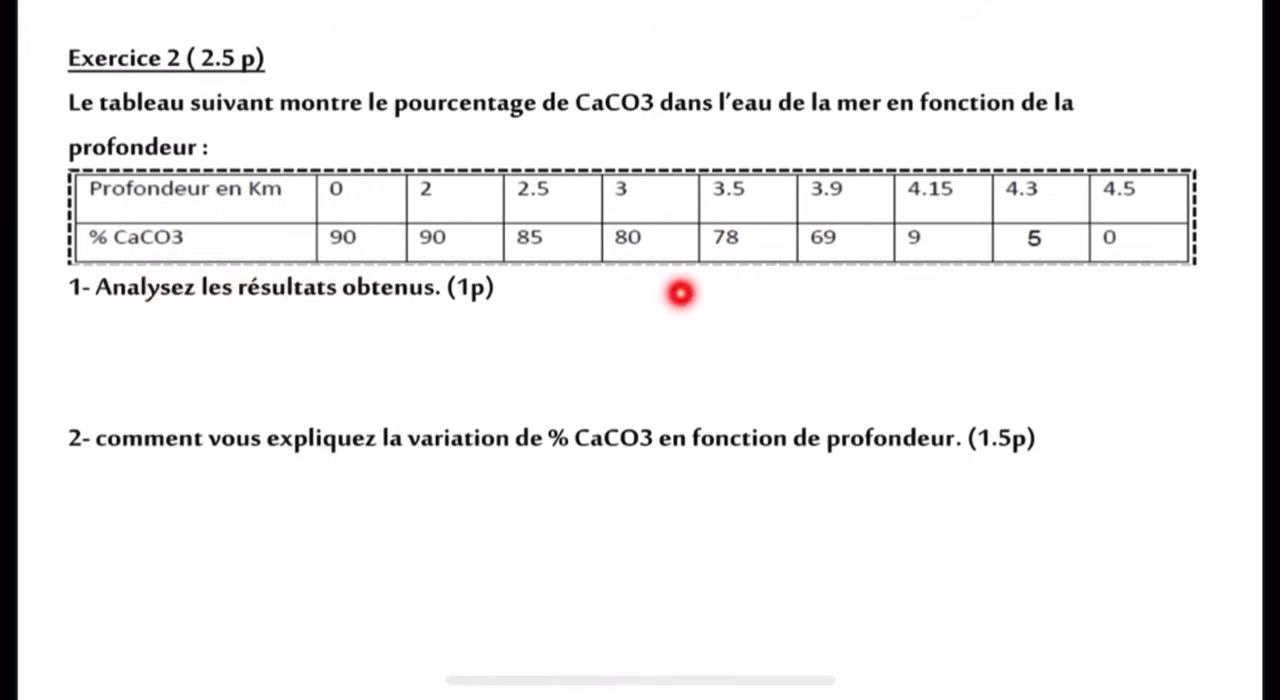 Exercice 2 ( 2.5 p)
Le tableau suivant montre le pourcentage de CaCO3 dans l'eau de la mer en fonction de la
profondeur :
Profondeur en Km 0 2 2.5 3 3.5 3.9 4.15 4.3 4.5
% CaCO3 90 90 85 80 78 69 9 5 0
1- Analysez les résultats obtenus. (1p)
2- comment vous expliquez la variation de % CaCO3 en fonction de profondeur. (1.5p)